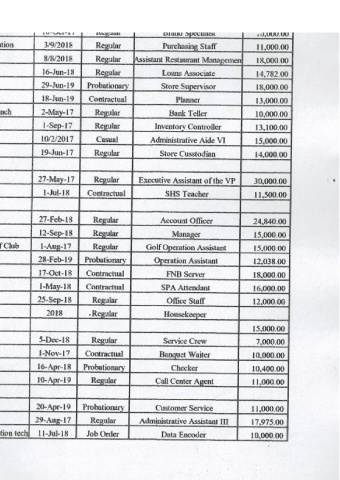 Regular Brand Specialist 10,000.00
tion 3/9/2018 Regular Purchasing Staff 11,000.00
8/8/2018 Regular Assistant Restaurant Managemen 18,000.00
16-Jun-18 Regular Loans Associate 14,782.00
29-Jun-19 Probationary Store Supervisor 18,000.00
18-Jun-19 Contractual Planner 13,000.00
nch 2-May-17 Regular Bank Teller 10,000.00
1-Sep-17 Regular Inventory Controller 13,100.00
10/2/2017 Casual Administrative Aide VI 15,000.00
19-Jun-17 Regular Store Cusstodian 14,000.00
27-May-17 Regular Executive Assistant of the VP 30,000.00
1-Jul-18 Contractual SHS Teacher 11,500.00
27-Feb-18 Regular Account Officer 24,840.00
12-Sep-18 Regular Manager 15,000.00
f Club 1-Aug-17 Regular Golf Operation Assistant 15,000.00
28-Feb-19 Probationary Operation Assistant 12,038.00
17-Oct-18 Contractual FNB Server 18,000.00
1-May-18 Contractual SPA Attendant 16,000.00
25-Sep-18 Regular Office Staff 12,000.00
2018 Regular Housekeeper
15,000.00
5-Dec-18 Regular Service Crew 7,000.00
1-Nov-17 Contractual Banquet Waiter 10,000.00
16-Apr-18 Probationary Checker 10,400.00
10-Apr-19 Regular Call Center Agent 11,000.00
20-Apr-19 Probationary Customer Service 11,000.00
29-Aug-17 Regular Administrative Assistant III 17,975.00
tion tech 11-Jul-18 Job Order Data Encoder 10,000.00